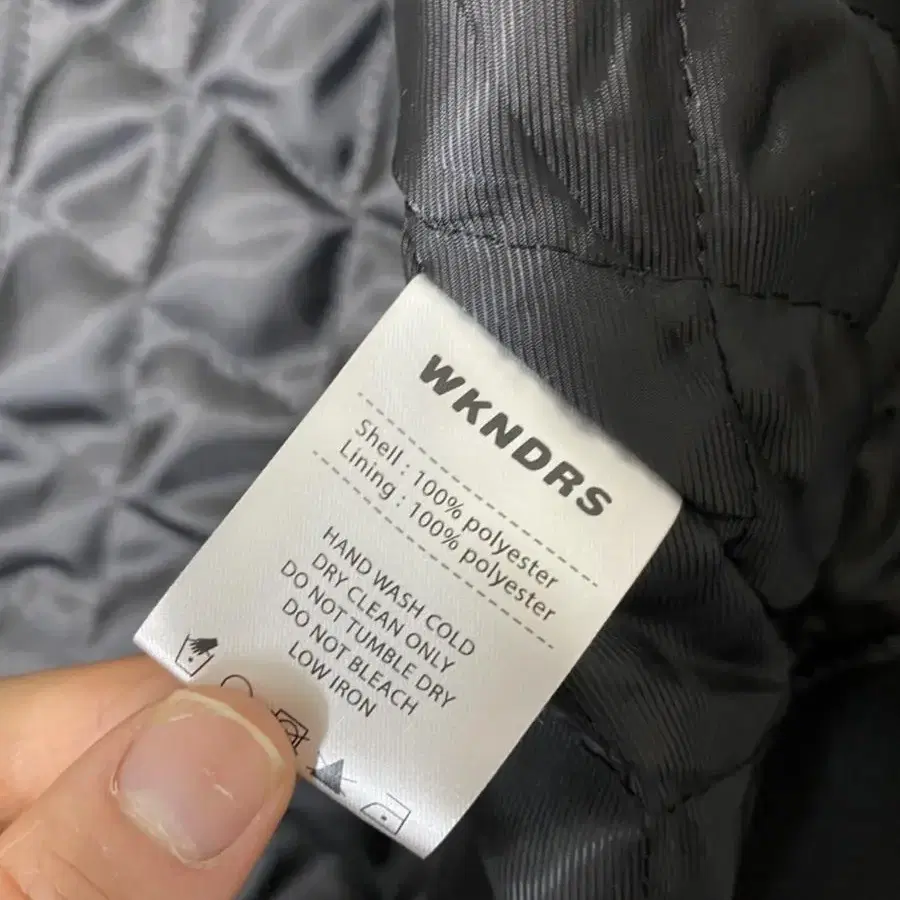 WKNDRS
Shell : 100% polyester
Lining : 100% polyester
HAND WASH COLD
DRY CLEAN ONLY
DO NOT TUMBLE DRY
DO NOT BLEACH
LOW IRON